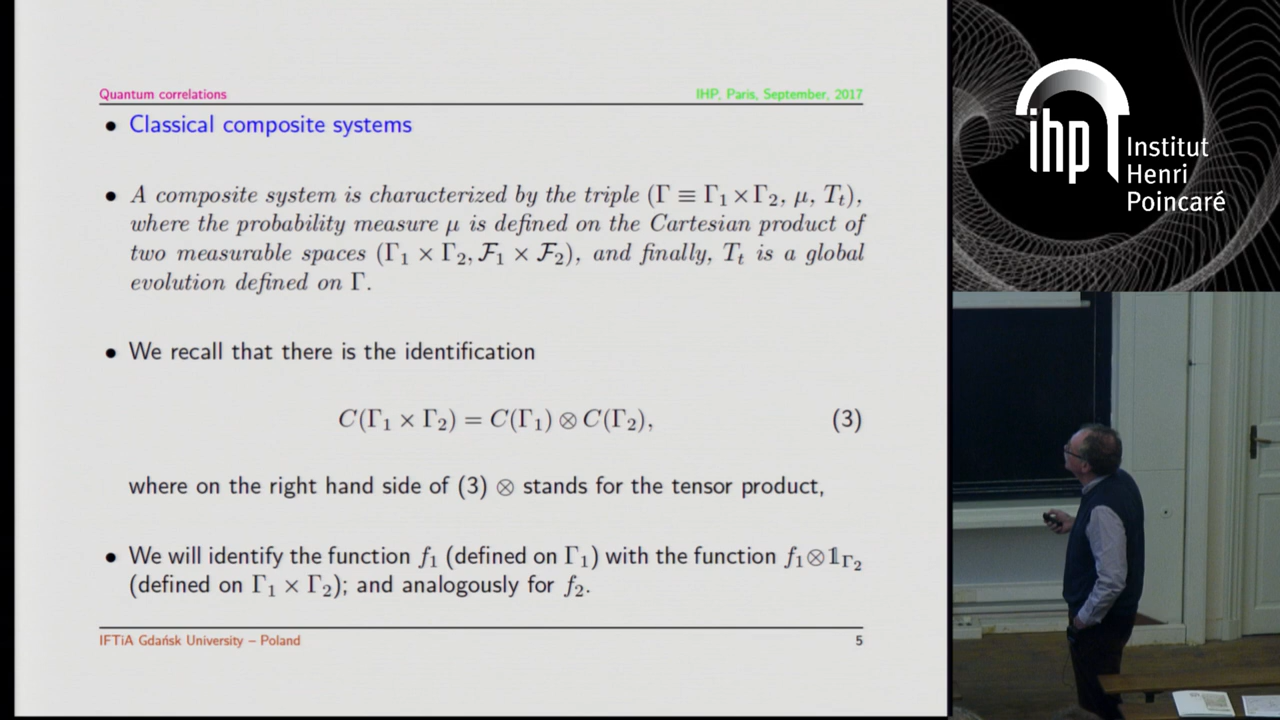 Quantum correlations IHP, Paris, September, 2017
• Classical composite systems
• A composite system is characterized by the triple (Γ ≡ Γ₁ × Γ₂, μ, Tₜ),
where the probability measure μ is defined on the Cartesian product of
two measurable spaces (Γ₁ × Γ₂, ℱ₁ × ℱ₂), and finally, Tₜ is a global
evolution defined on Γ.
• We recall that there is the identification
C(Γ₁ × Γ₂) = C(Γ₁) ⊗ C(Γ₂), (3)
where on the right hand side of (3) ⊗ stands for the tensor product,
• We will identify the function f₁ (defined on Γ₁) with the function f₁⊗𝟙_Γ₂
(defined on Γ₁ × Γ₂); and analogously for f₂.
IFTiA Gdańsk University – Poland 5
ihp
Institut
Henri
Poincaré